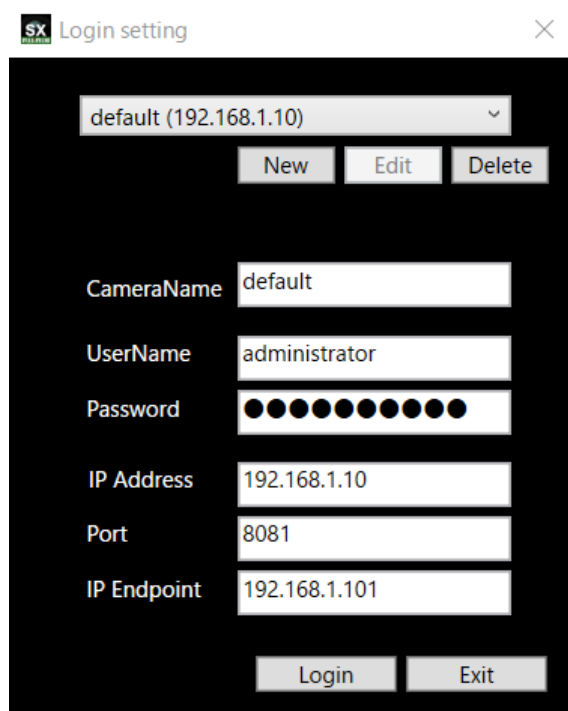 SX
Login setting
default (192.168.1.10)
New Edit Delete
CameraName default
UserName administrator
Password ●●●●●●●●●●
IP Address 192.168.1.10
Port 8081
IP Endpoint 192.168.1.101
Login Exit